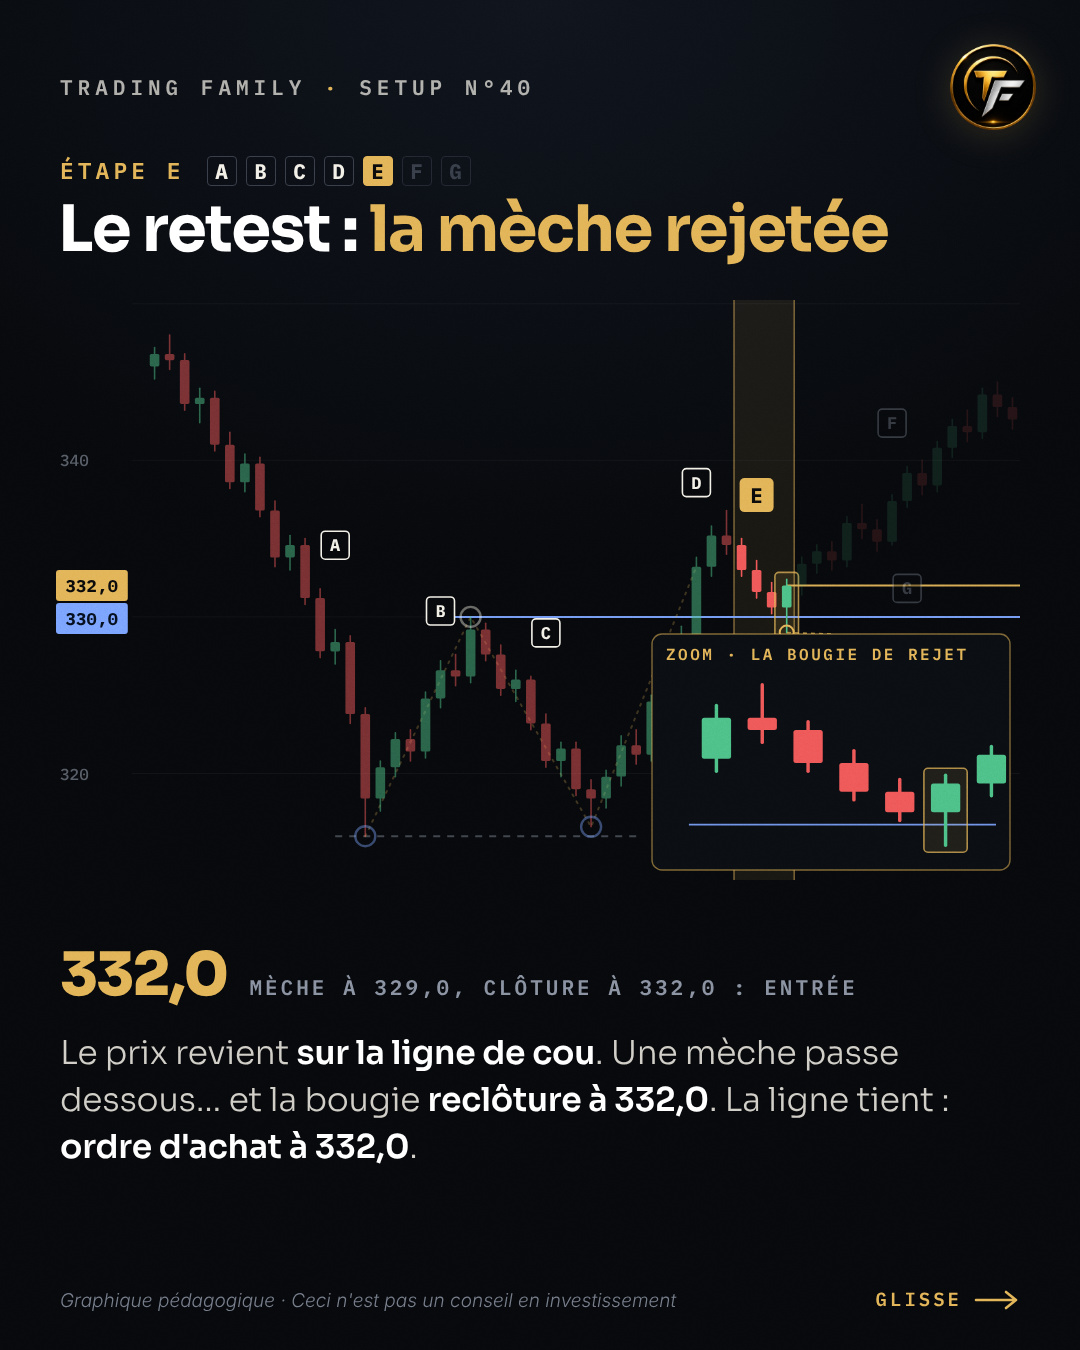 TRADING FAMILY · SETUP N°40
TF
ÉTAPE E A B C D E F G
Le retest : la mèche rejetée
F
D
E
340
A
332,0
G
B
330,0
C
ZOOM · LA BOUGIE DE REJET
320
332,0 MÈCHE À 329,0, CLÔTURE À 332,0 : ENTRÉE
Le prix revient sur la ligne de cou. Une mèche passe
dessous... et la bougie reclôture à 332,0. La ligne tient :
ordre d'achat à 332,0.
Graphique pédagogique · Ceci n'est pas un conseil en investissement
GLISSE →